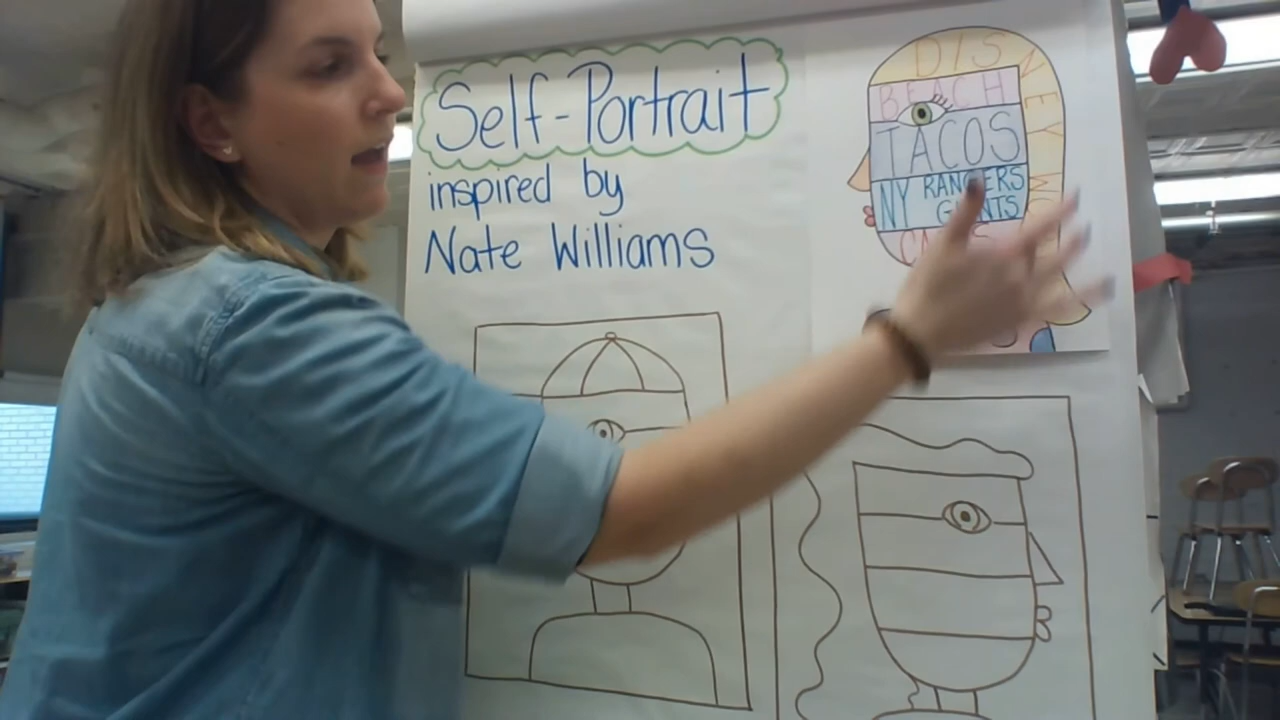 Self-Portrait
inspired by
Nate Williams
DISNEY
BEACH
TACOS
NY RANGERS
GIANTS